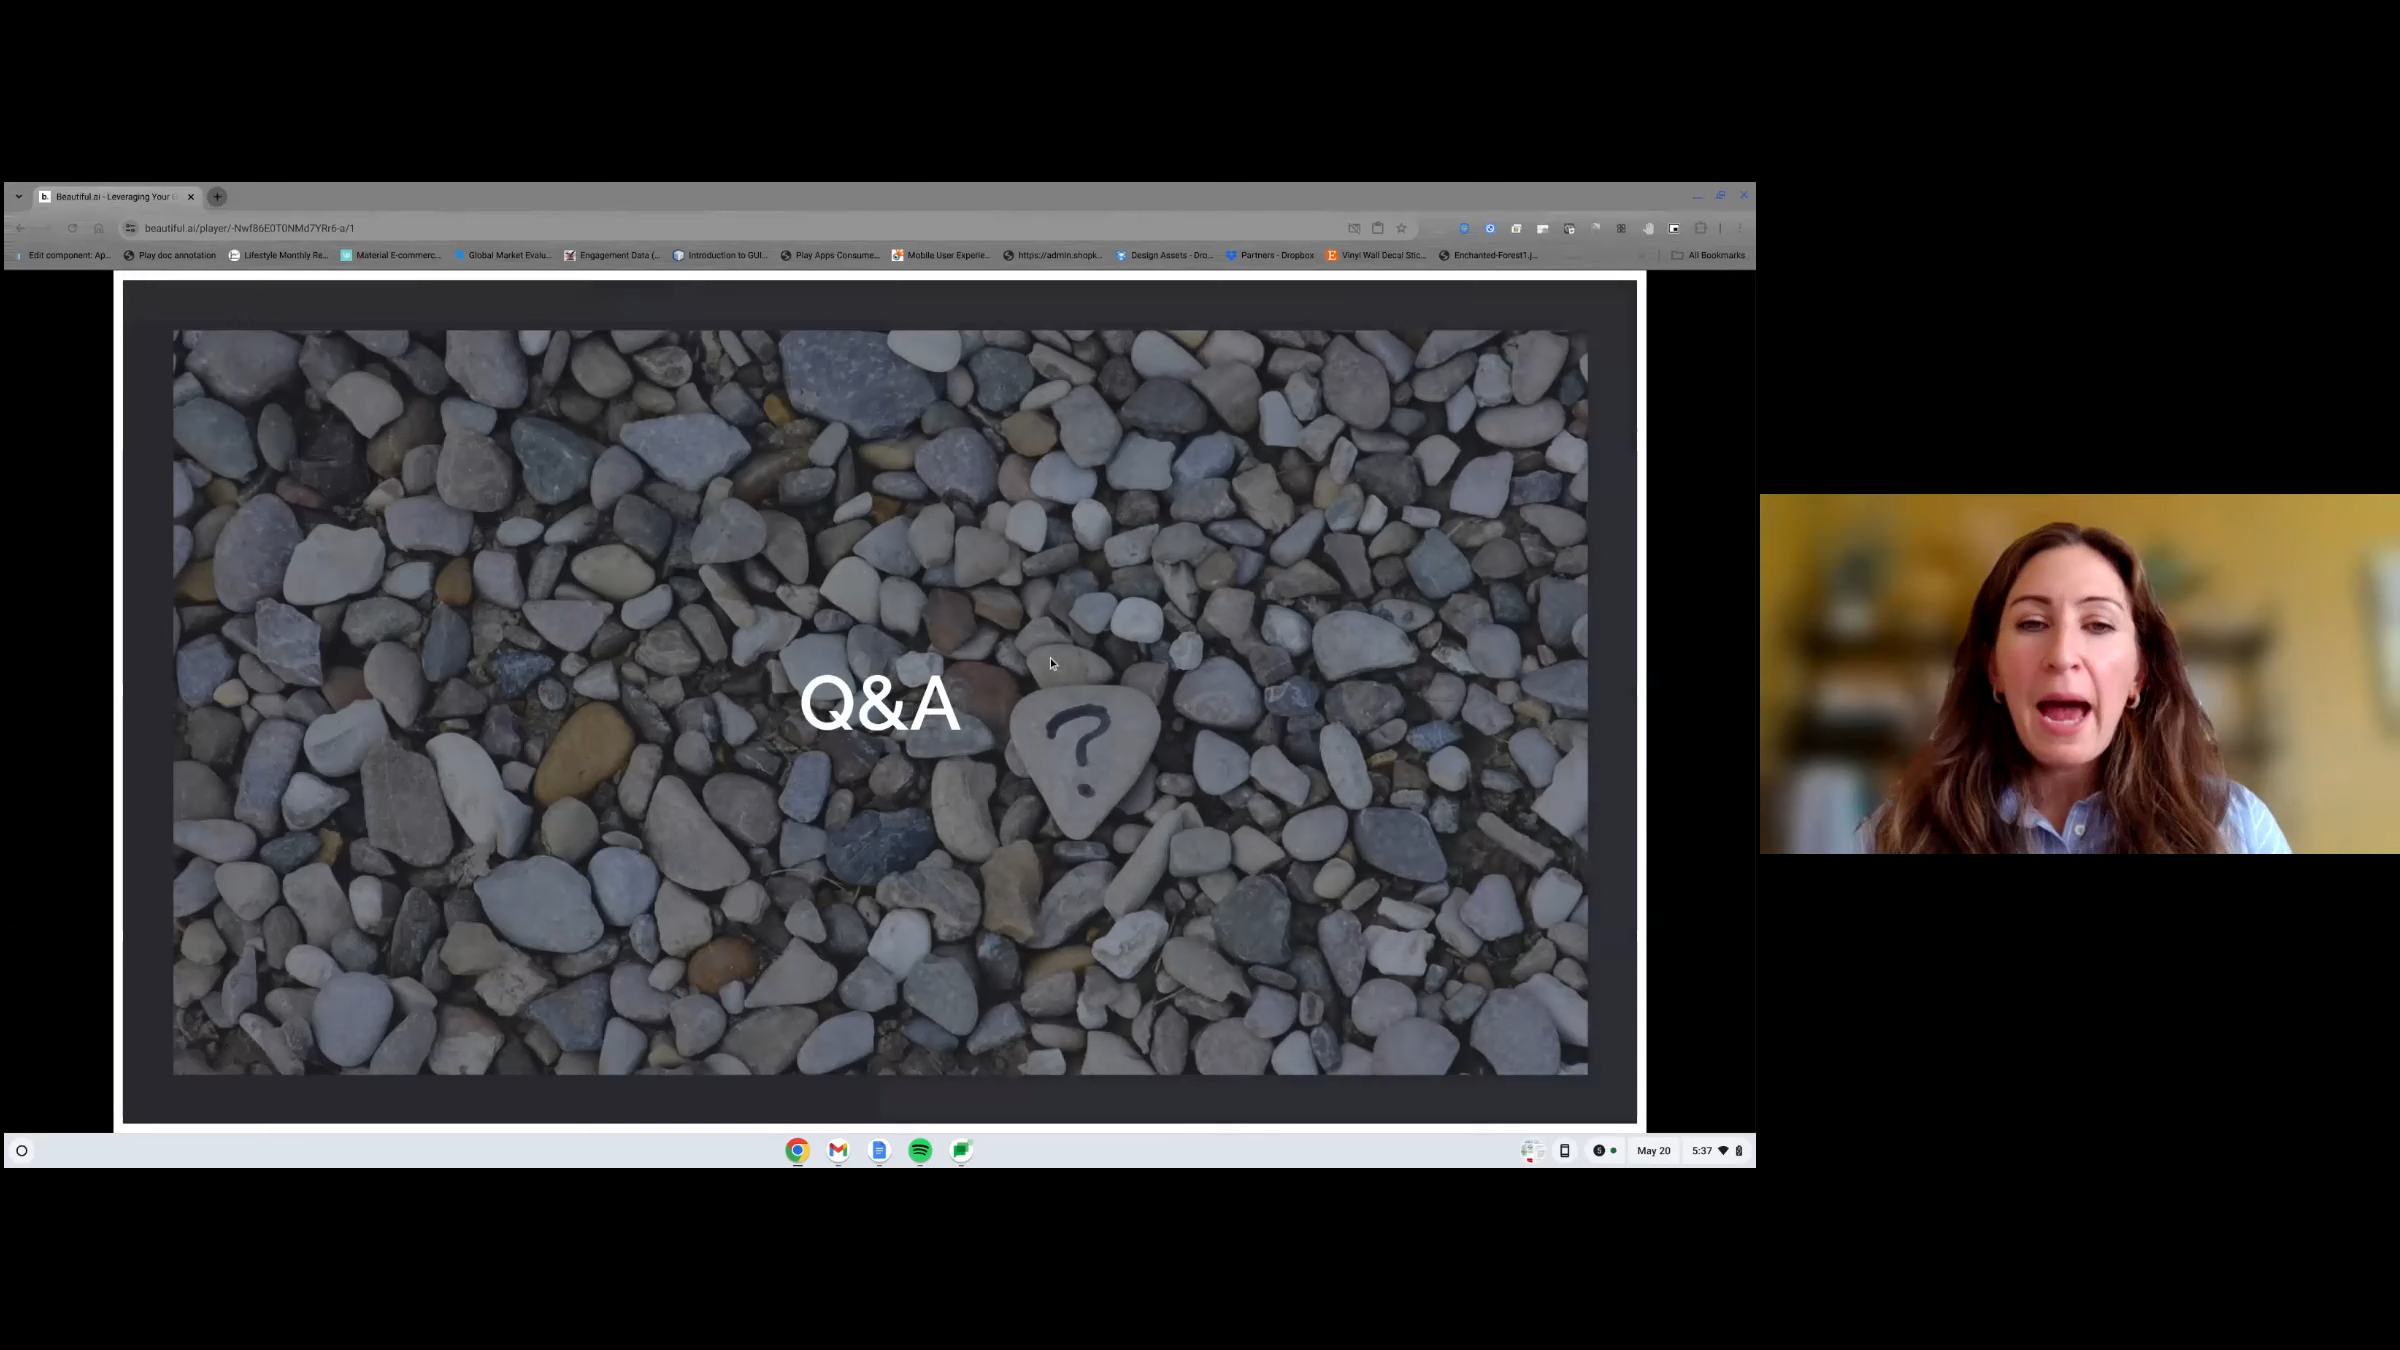 Beautiful.ai - Leveraging Your E
beautiful.ai/player/-Nwf86E0T0NMd7YRr6-a/1
Edit component: Ap...
Play doc annotation
Lifestyle Monthly Re...
Material E-commerc...
Global Market Evalu...
Engagement Data (...
Introduction to GUI...
Play Apps Consume...
Mobile User Experie...
https://admin.shopk...
Design Assets - Dro...
Partners - Dropbox
Vinyl Wall Decal Stic...
Enchanted-Forest1.j...
All Bookmarks
Q&A
?
May 20
5:37